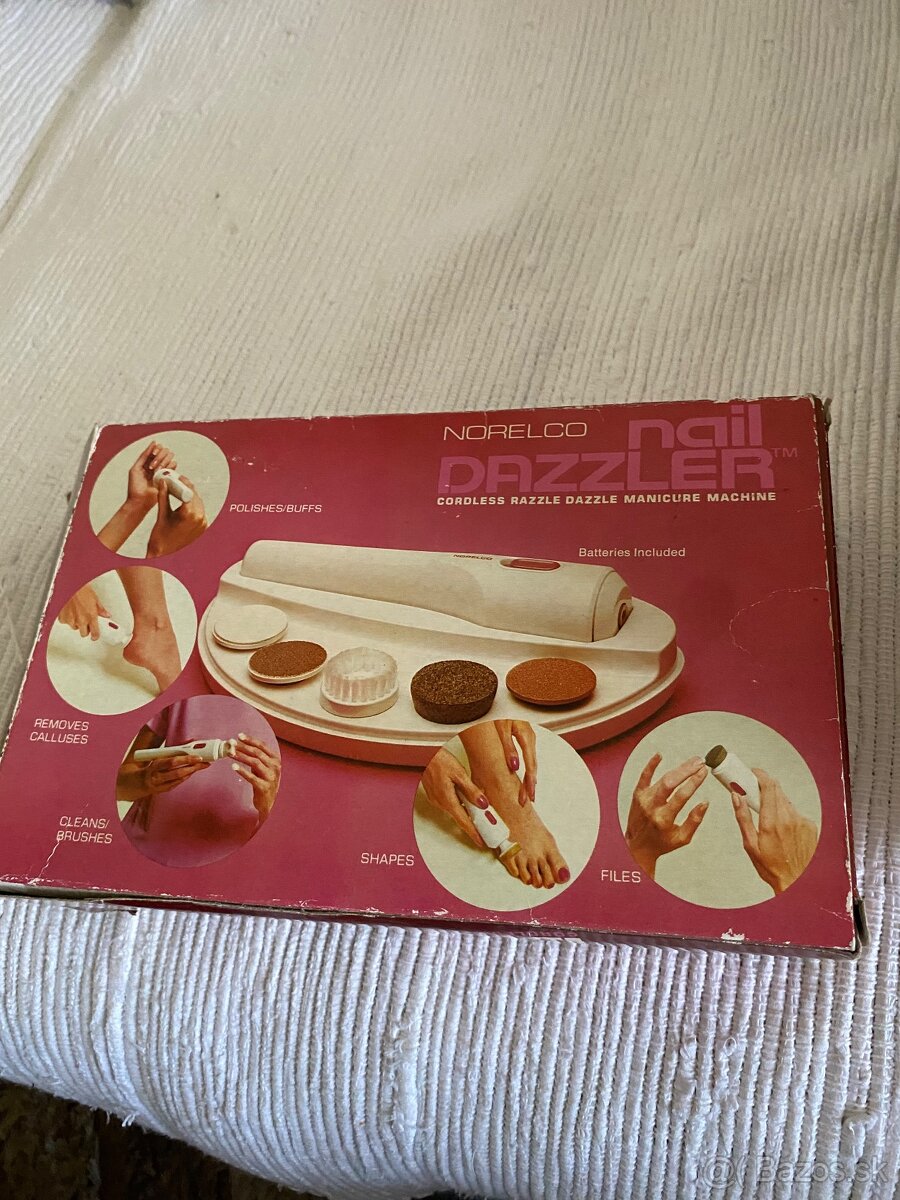 NORELCO nail
DAZZLER™
CORDLESS RAZZLE DAZZLE MANICURE MACHINE
POLISHES/BUFFS
Batteries Included
NORELCO
REMOVES
CALLUSES
CLEANS/
BRUSHES
SHAPES
FILES
Bazos.sk